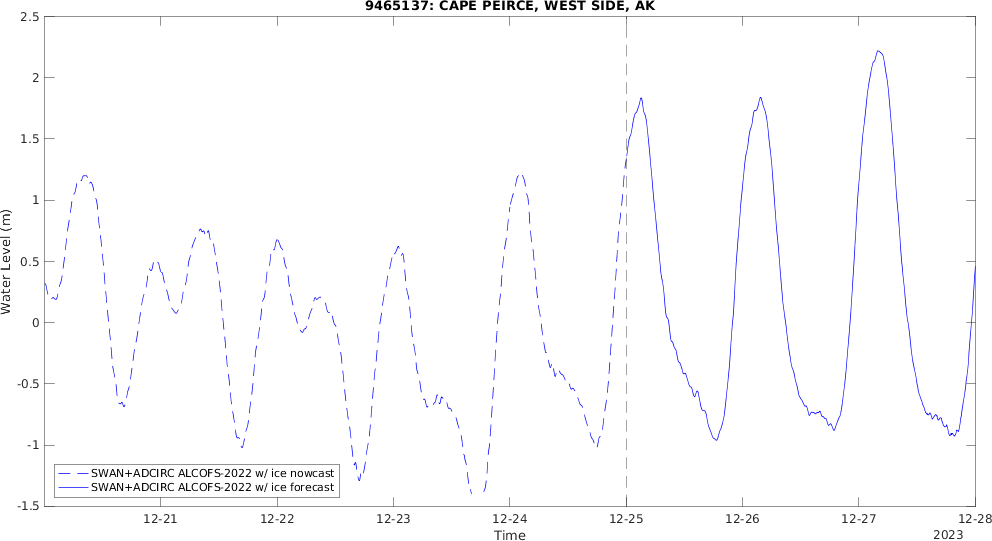 9465137: CAPE PEIRCE, WEST SIDE, AK
2.5
2
1.5
1
0.5
0
-0.5
-1
-1.5
Water Level (m)
SWAN+ADCIRC ALCOFS-2022 w/ ice nowcast
SWAN+ADCIRC ALCOFS-2022 w/ ice forecast
12-21 12-22 12-23 12-24 12-25 12-26 12-27 12-28
Time
2023